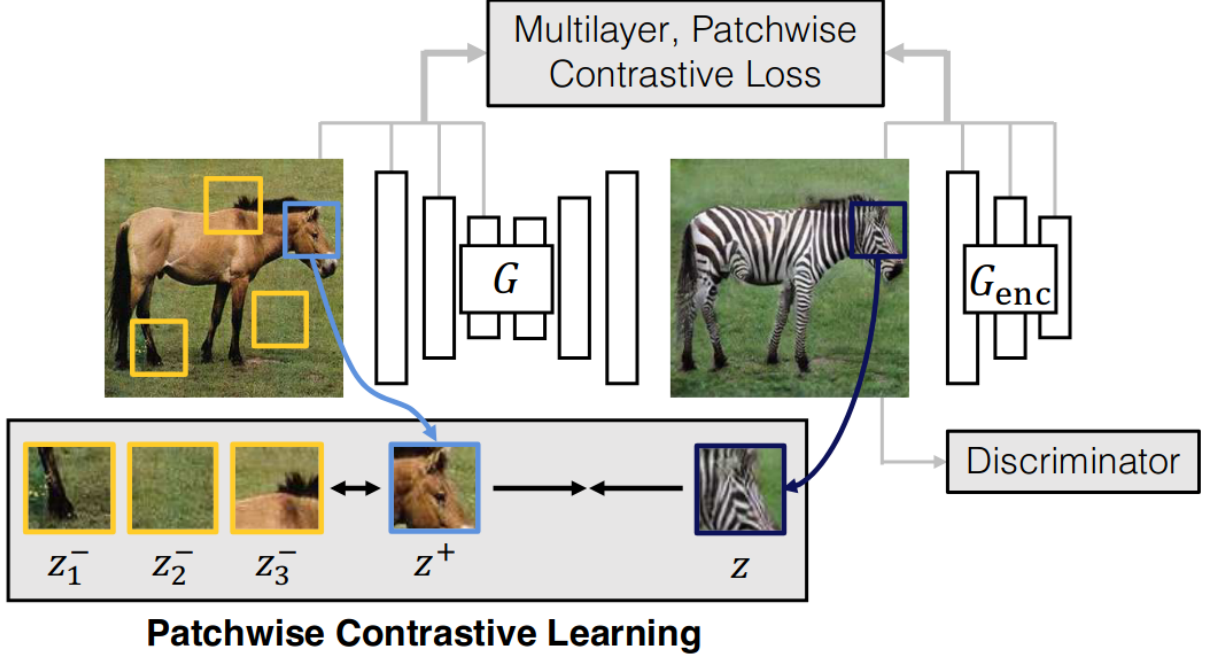 Multilayer, Patchwise
Contrastive Loss
G
G_enc
Discriminator
z_1^- z_2^- z_3^- z^+ z
Patchwise Contrastive Learning